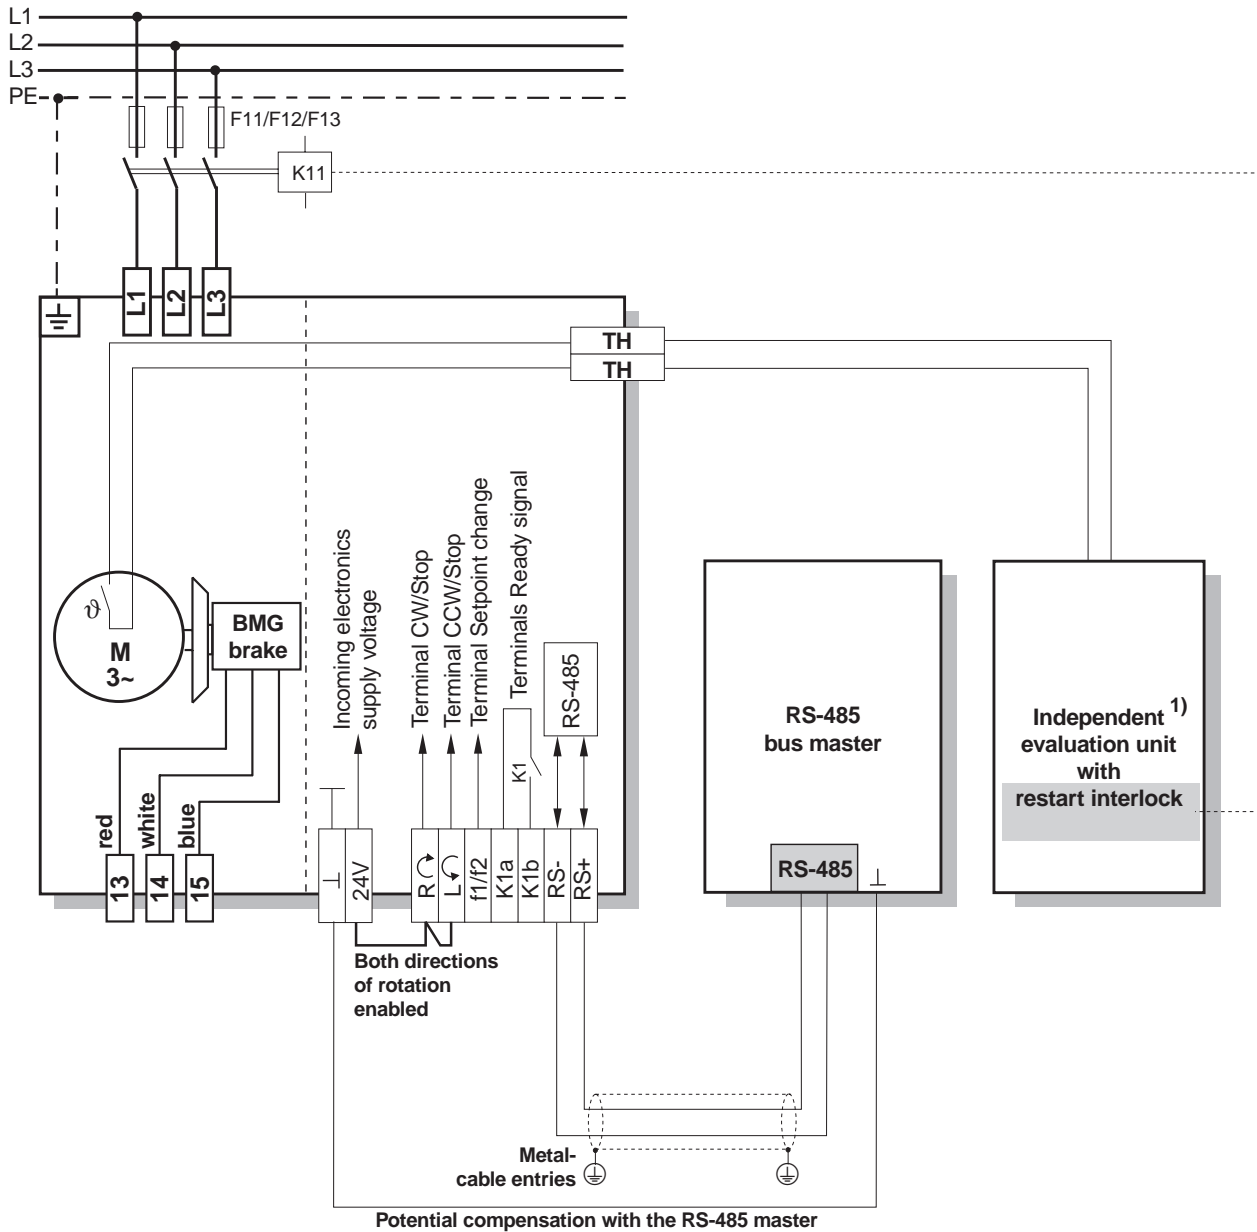 L1
L2
L3
PE
F11/F12/F13
K11
L1
L2
L3
TH
TH
ϑ
M
3~
BMG
brake
red
white
blue
13
14
15
Incoming electronics
supply voltage
Terminal CW/Stop
Terminal CCW/Stop
Terminal Setpoint change
Terminals Ready signal
K1
RS-485
⊥
24V
R
L
f1/f2
K1a
K1b
RS-
RS+
Both directions
of rotation
enabled
RS-485
bus master
RS-485
⊥
Independent 1)
evaluation unit
with
restart interlock
Metal-
cable entries
Potential compensation with the RS-485 master